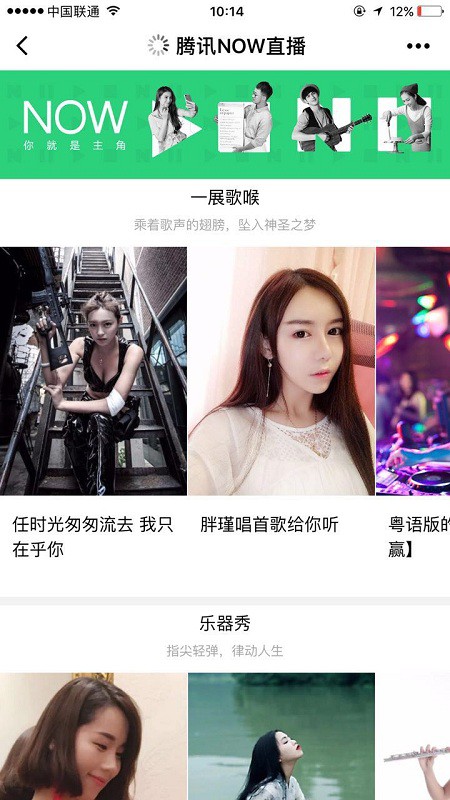 中国联通
10:14
12%
腾讯NOW直播
NOW
你就是主角
一展歌喉
乘着歌声的翅膀，坠入神圣之梦
任时光匆匆流去 我只
在乎你
胖瑾唱首歌给你听
粤语版的
赢】
乐器秀
指尖轻弹，律动人生